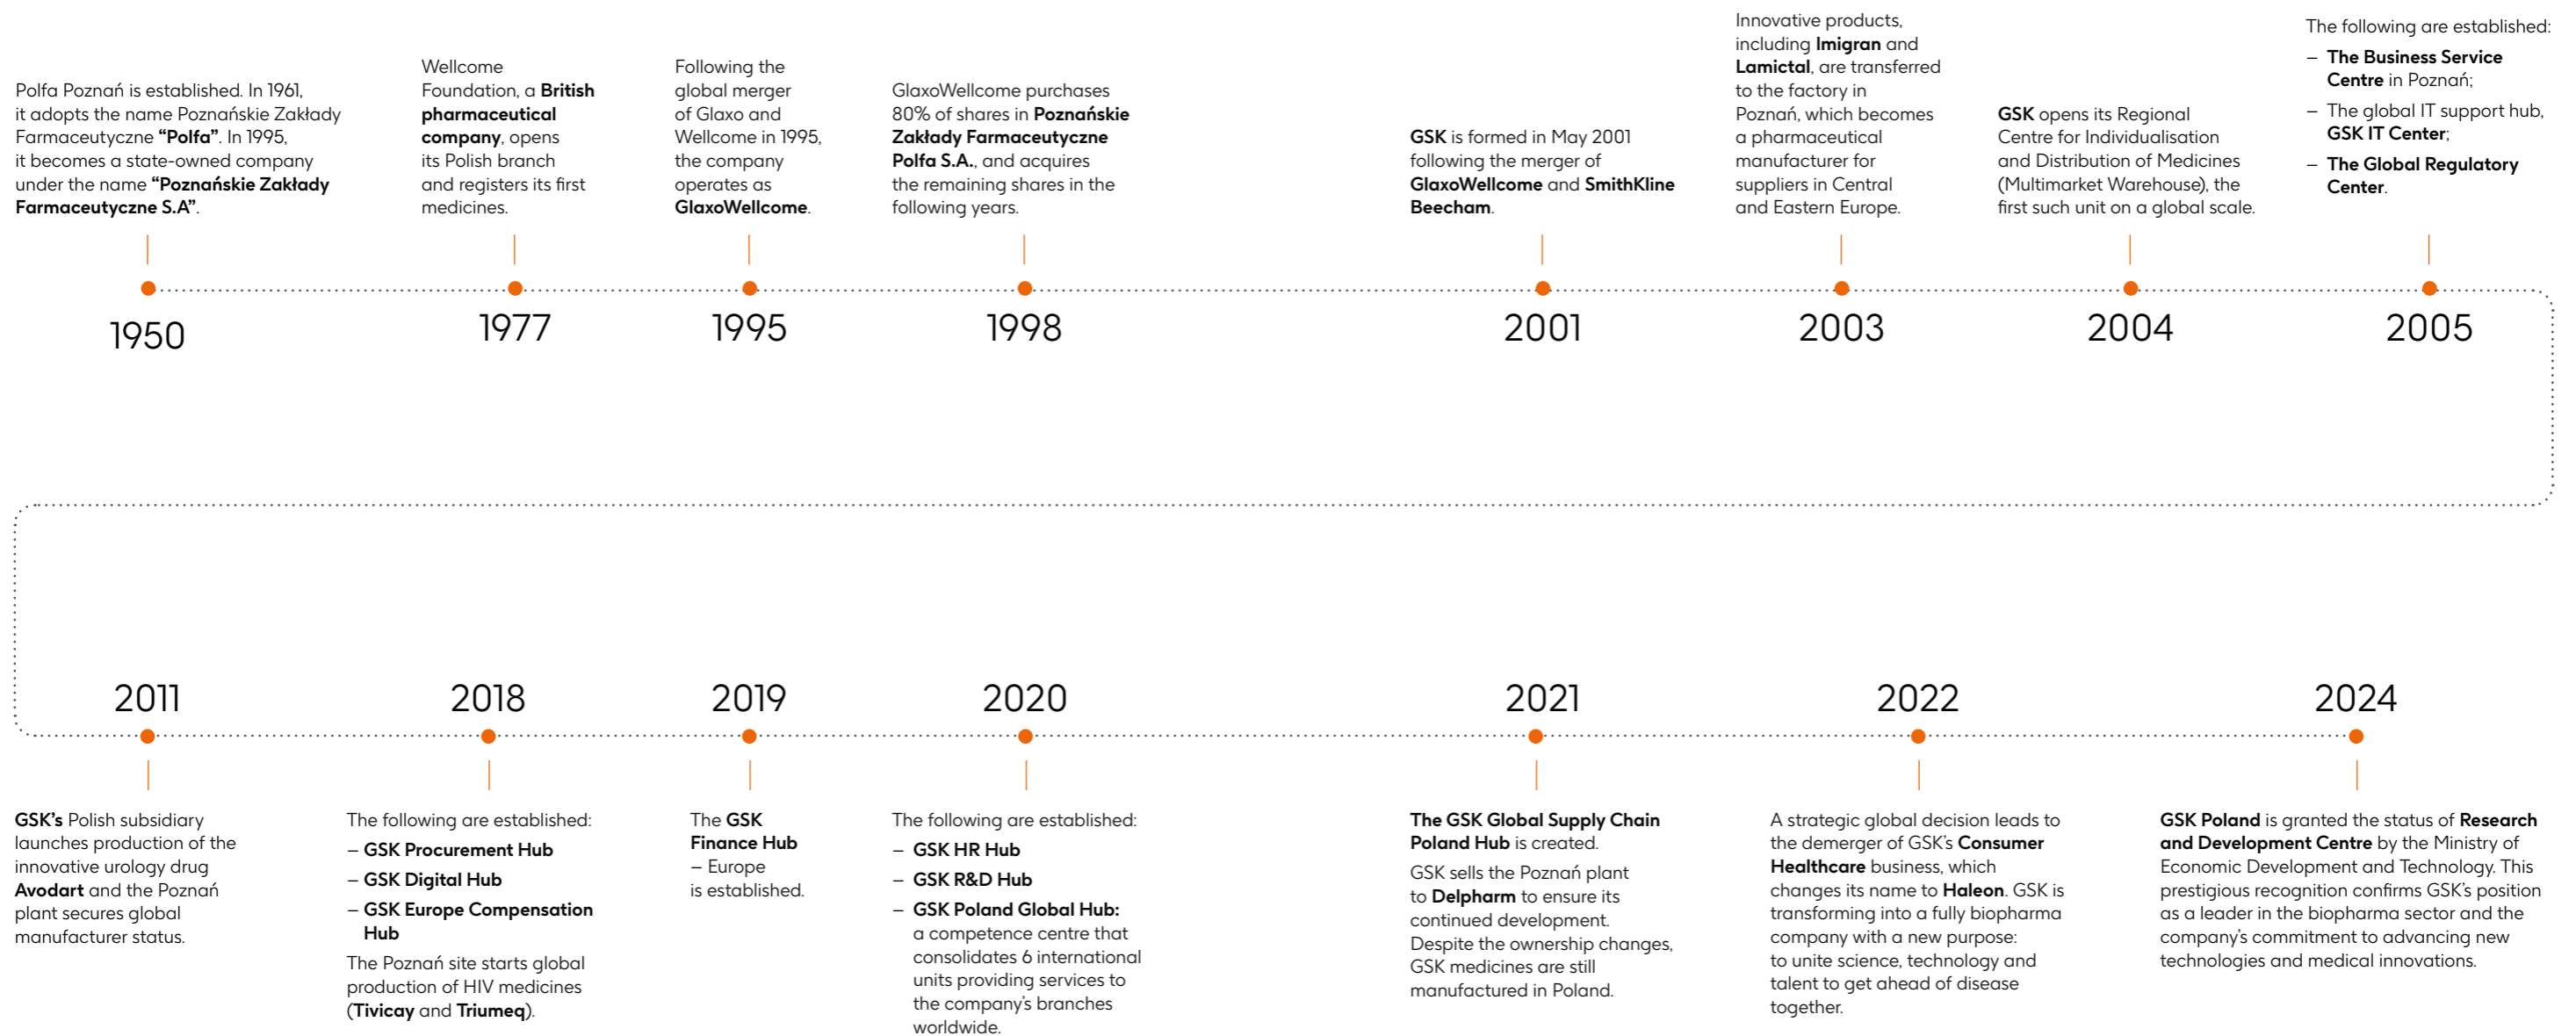 Polfa Poznań is established. In 1961,
it adopts the name Poznańskie Zakłady
Farmaceutyczne “Polfa”. In 1995,
it becomes a state-owned company
under the name “Poznańskie Zakłady
Farmaceutyczne S.A”.
1950
Wellcome
Foundation, a British
pharmaceutical
company, opens
its Polish branch
and registers its first
medicines.
1977
Following the
global merger
of Glaxo and
Wellcome in 1995,
the company
operates as
GlaxoWellcome.
1995
GlaxoWellcome purchases
80% of shares in Poznańskie
Zakłady Farmaceutyczne
Polfa S.A., and acquires
the remaining shares in the
following years.
1998
GSK is formed in May 2001
following the merger of
GlaxoWellcome and SmithKline
Beecham.
2001
Innovative products,
including Imigran and
Lamictal, are transferred
to the factory in
Poznań, which becomes
a pharmaceutical
manufacturer for
suppliers in Central
and Eastern Europe.
2003
GSK opens its Regional
Centre for Individualisation
and Distribution of Medicines
(Multimarket Warehouse), the
first such unit on a global scale.
2004
The following are established:
– The Business Service
Centre in Poznań;
– The global IT support hub,
GSK IT Center;
– The Global Regulatory
Center.
2005
2011
GSK’s Polish subsidiary
launches production of the
innovative urology drug
Avodart and the Poznań
plant secures global
manufacturer status.
2018
The following are established:
– GSK Procurement Hub
– GSK Digital Hub
– GSK Europe Compensation
Hub
The Poznań site starts global
production of HIV medicines
(Tivicay and Triumeq).
2019
The GSK
Finance Hub
– Europe
is established.
2020
The following are established:
– GSK HR Hub
– GSK R&D Hub
– GSK Poland Global Hub:
a competence centre that
consolidates 6 international
units providing services to
the company’s branches
worldwide.
2021
The GSK Global Supply Chain
Poland Hub is created.
GSK sells the Poznań plant
to Delpharm to ensure its
continued development.
Despite the ownership changes,
GSK medicines are still
manufactured in Poland.
2022
A strategic global decision leads to
the demerger of GSK’s Consumer
Healthcare business, which
changes its name to Haleon. GSK is
transforming into a fully biopharma
company with a new purpose:
to unite science, technology and
talent to get ahead of disease
together.
2024
GSK Poland is granted the status of Research
and Development Centre by the Ministry of
Economic Development and Technology. This
prestigious recognition confirms GSK’s position
as a leader in the biopharma sector and the
company’s commitment to advancing new
technologies and medical innovations.